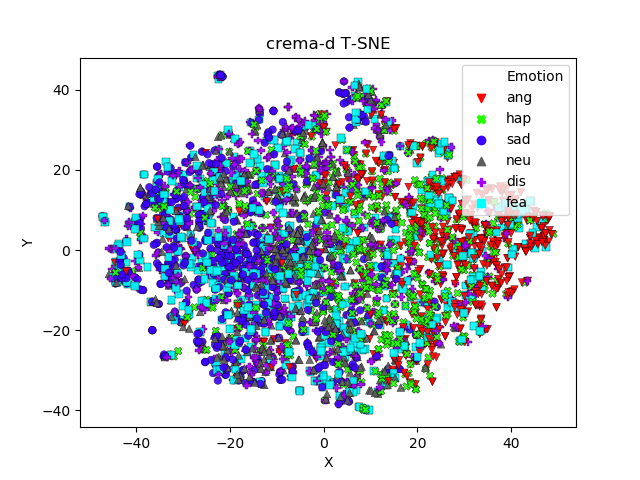 crema-d T-SNE
Emotion
ang
hap
sad
neu
dis
fea
Y
40
20
0
−20
−40
−40
−20
0
20
40
X